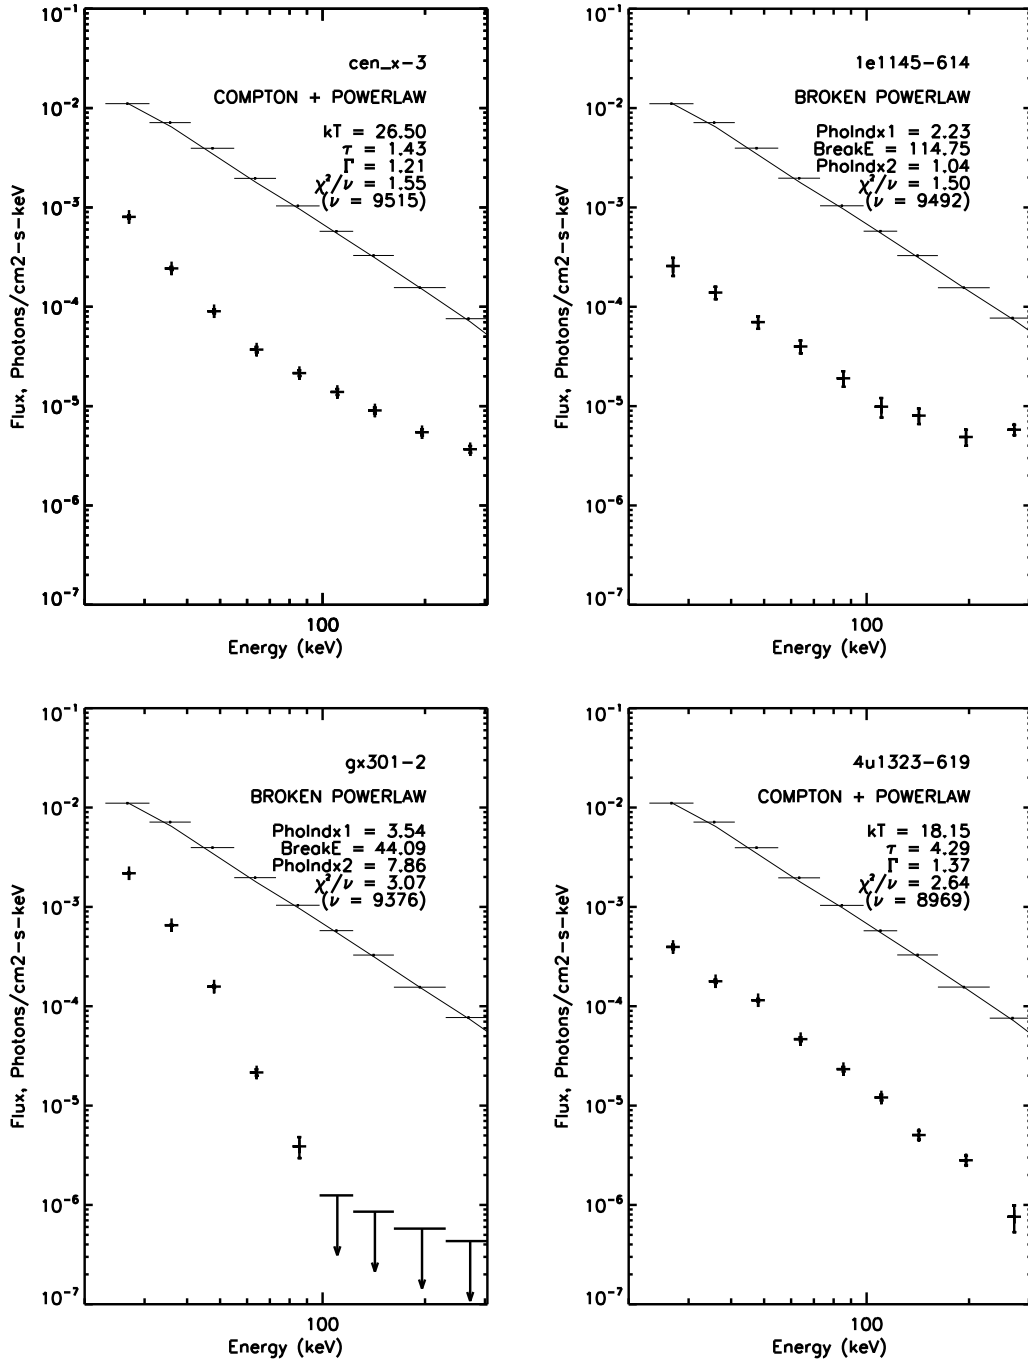 cen_x-3
COMPTON + POWERLAW
kT = 26.50
τ = 1.43
Γ = 1.21
χ²/ν = 1.55
(ν = 9515)
10⁻¹
10⁻²
10⁻³
10⁻⁴
10⁻⁵
10⁻⁶
10⁻⁷
Flux, Photons/cm2-s-keV
100
Energy (keV)
1e1145-614
BROKEN POWERLAW
PhoIndx1 = 2.23
BreakE = 114.75
PhoIndx2 = 1.04
χ²/ν = 1.50
(ν = 9492)
10⁻¹
10⁻²
10⁻³
10⁻⁴
10⁻⁵
10⁻⁶
10⁻⁷
Flux, Photons/cm2-s-keV
100
Energy (keV)
gx301-2
BROKEN POWERLAW
PhoIndx1 = 3.54
BreakE = 44.09
PhoIndx2 = 7.86
χ²/ν = 3.07
(ν = 9376)
10⁻¹
10⁻²
10⁻³
10⁻⁴
10⁻⁵
10⁻⁶
10⁻⁷
Flux, Photons/cm2-s-keV
100
Energy (keV)
4u1323-619
COMPTON + POWERLAW
kT = 18.15
τ = 4.29
Γ = 1.37
χ²/ν = 2.64
(ν = 8969)
10⁻¹
10⁻²
10⁻³
10⁻⁴
10⁻⁵
10⁻⁶
10⁻⁷
Flux, Photons/cm2-s-keV
100
Energy (keV)